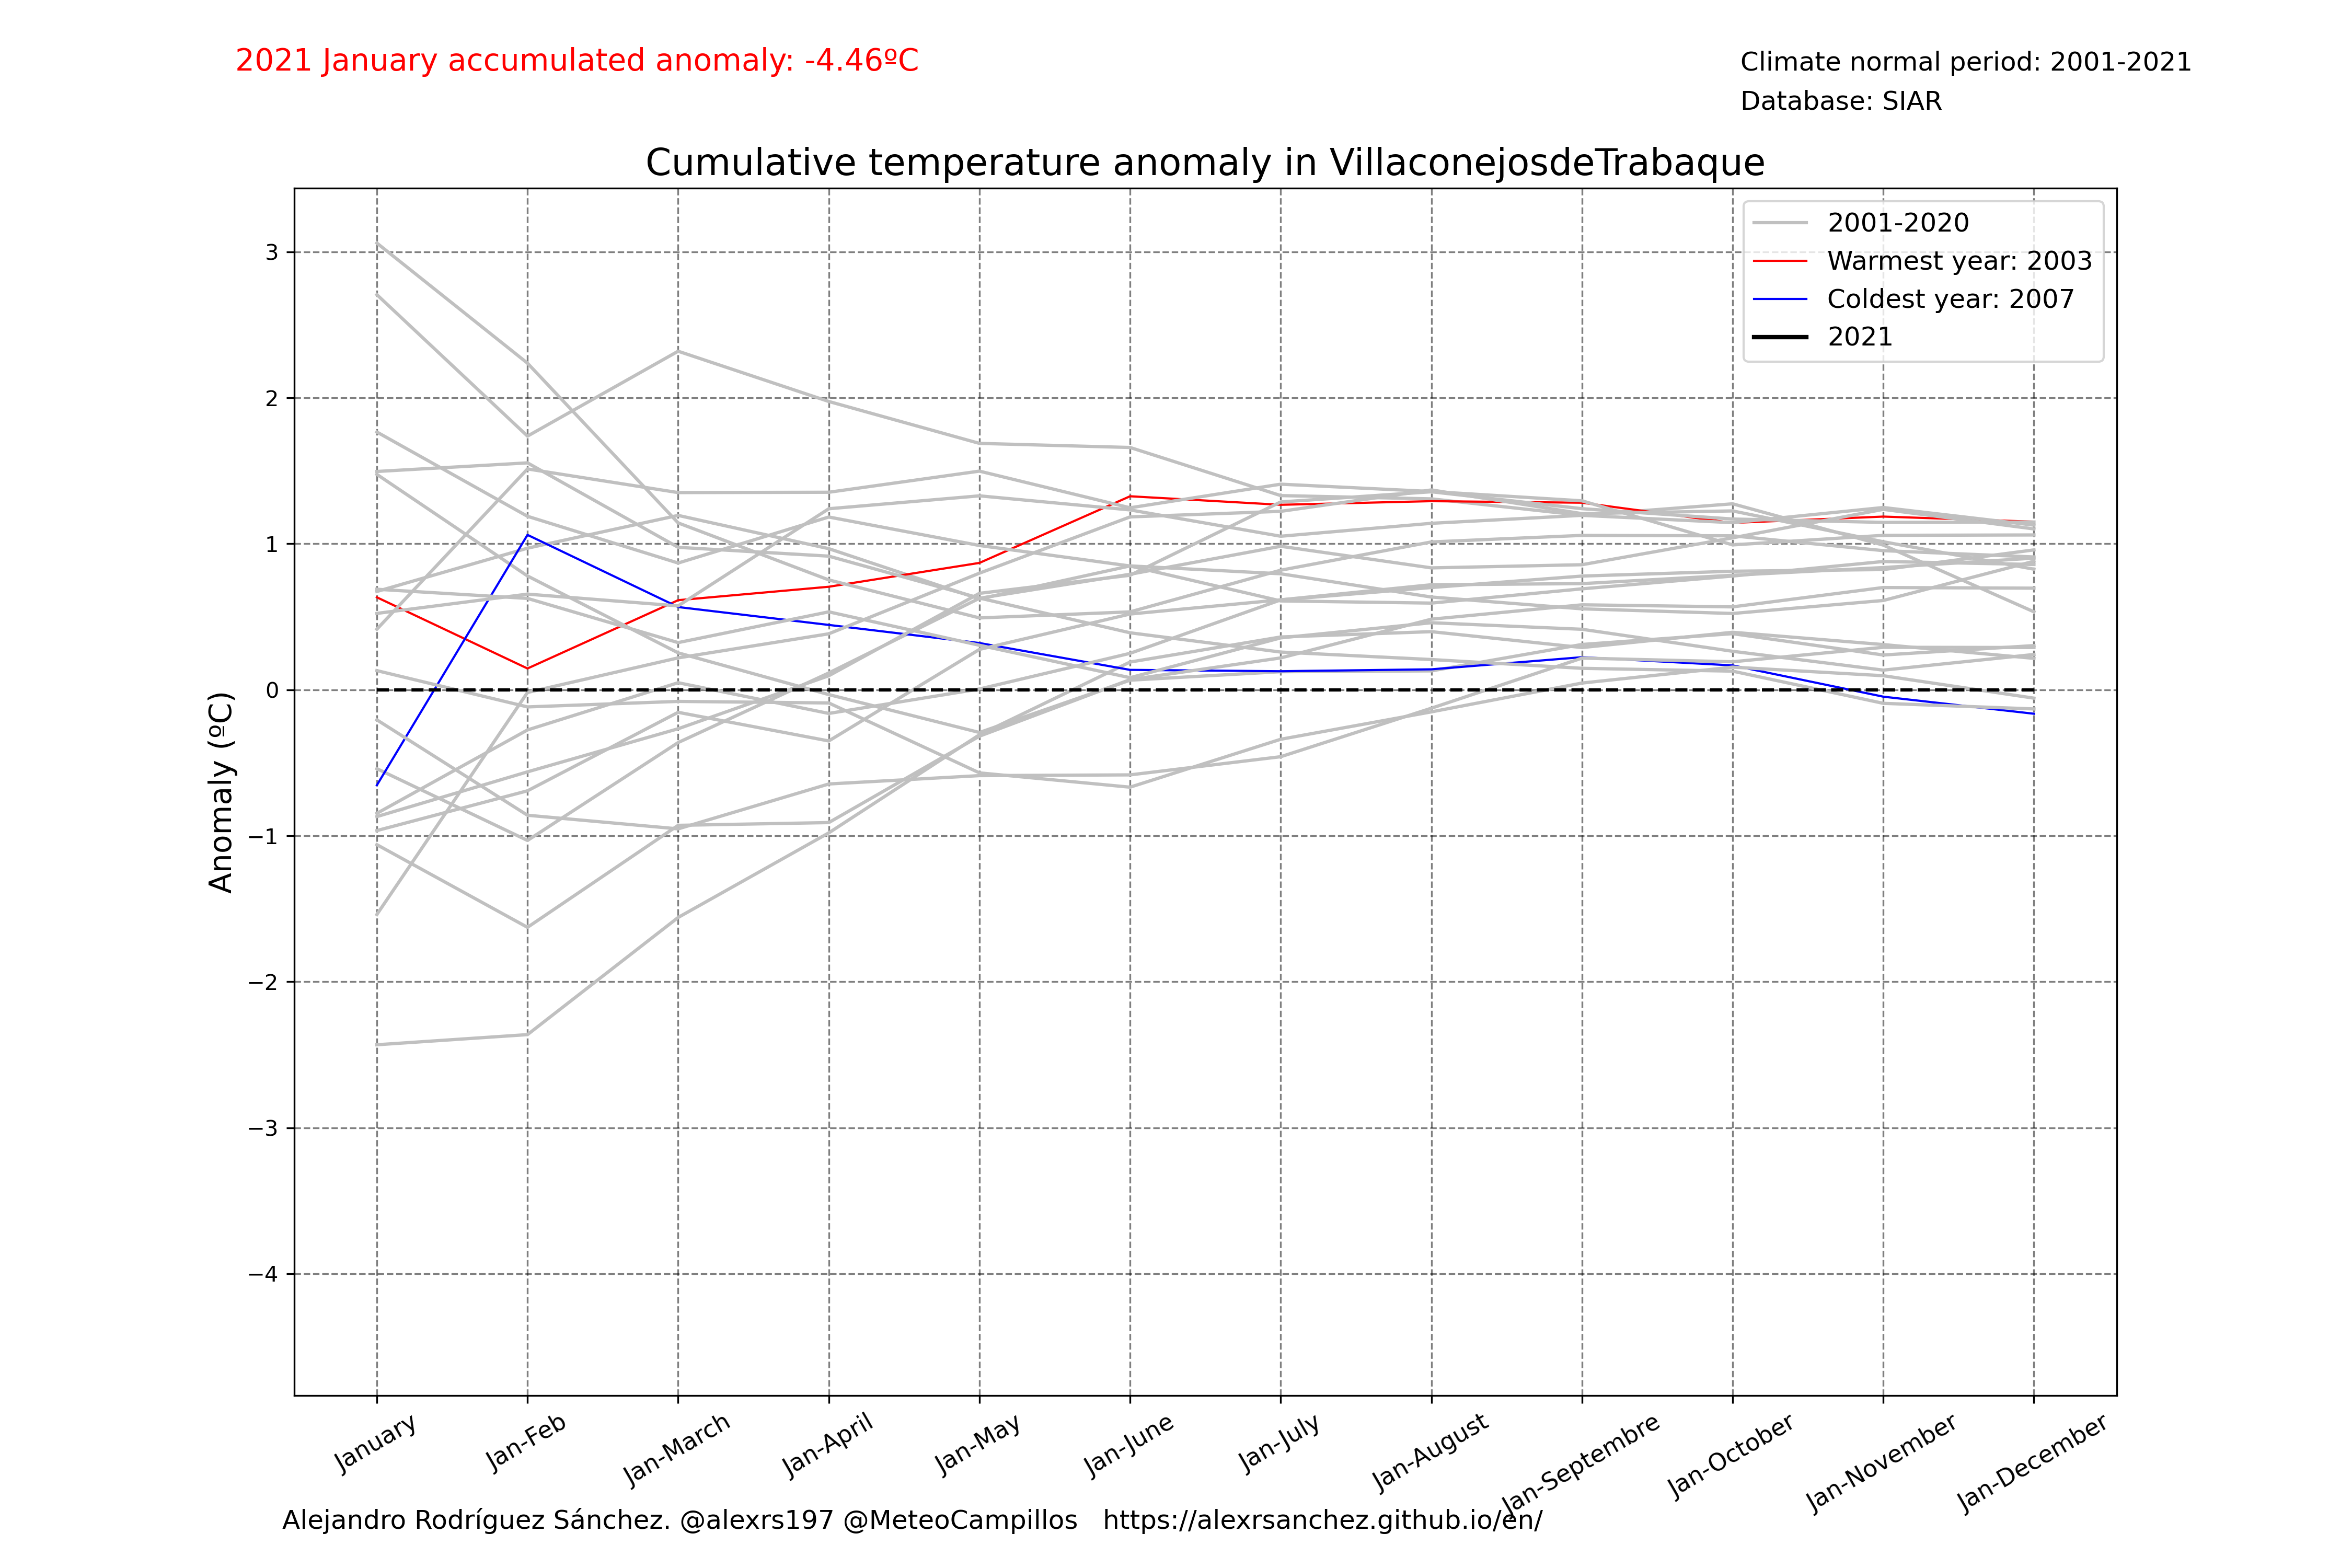 2021 January accumulated anomaly: -4.46ºC
Climate normal period: 2001-2021
Database: SIAR
Cumulative temperature anomaly in VillaconejosdeTrabaque
2001-2020
Warmest year: 2003
Coldest year: 2007
2021
Anomaly (ºC)
3
2
1
0
−1
−2
−3
−4
January
Jan-Feb
Jan-March
Jan-April
Jan-May
Jan-June
Jan-July
Jan-August
Jan-Septembre
Jan-October
Jan-November
Jan-December
Alejandro Rodríguez Sánchez. @alexrs197 @MeteoCampillos https://alexrsanchez.github.io/en/